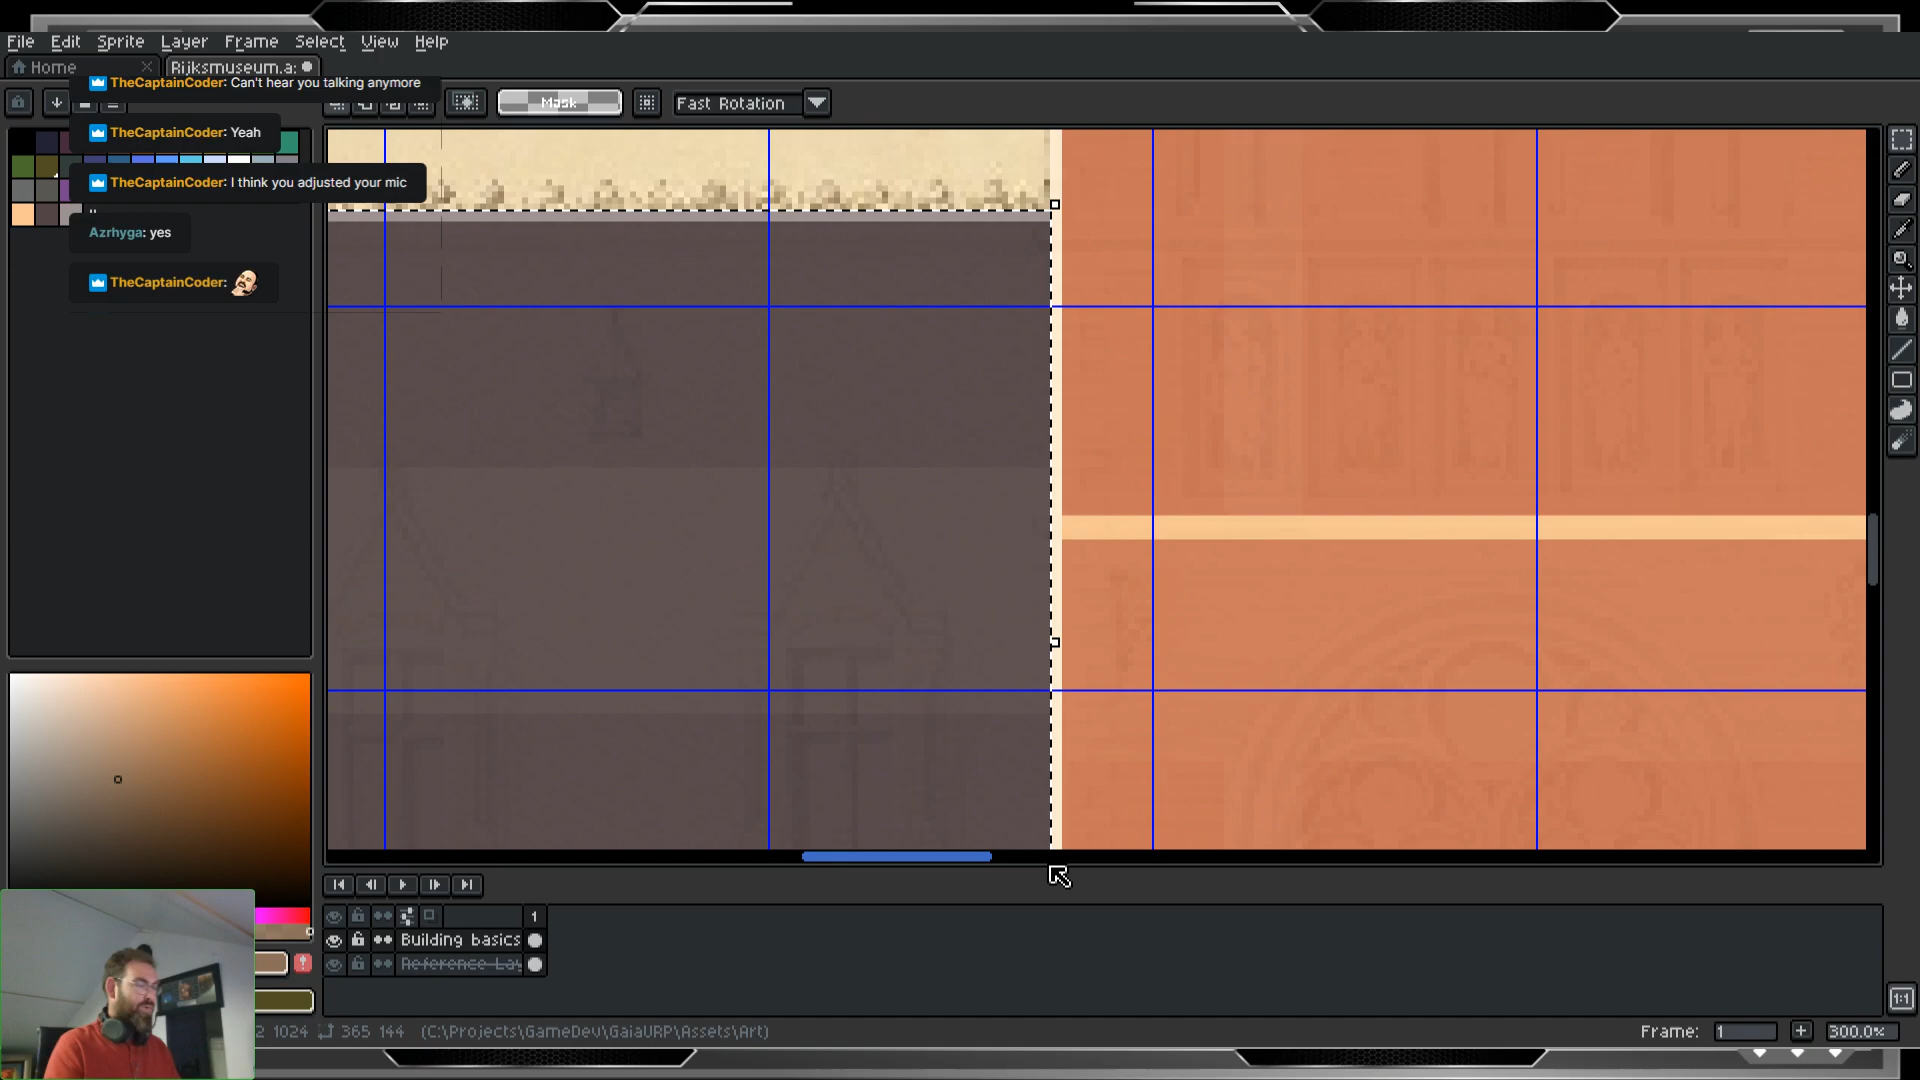 File Edit Sprite Layer Frame Select View Help
Home
Rijksmuseum.a:
TheCaptainCoder: Can't hear you talking anymore
Mask
Fast Rotation
TheCaptainCoder: Yeah
TheCaptainCoder: I think you adjusted your mic
Azrhyga: yes
TheCaptainCoder:
1
Building basics
Reference Lay
2 1024 365 144 (C:\Projects\GameDev\GaiaURP\Assets\Art)
Frame: 1 + 300.0%
1:1